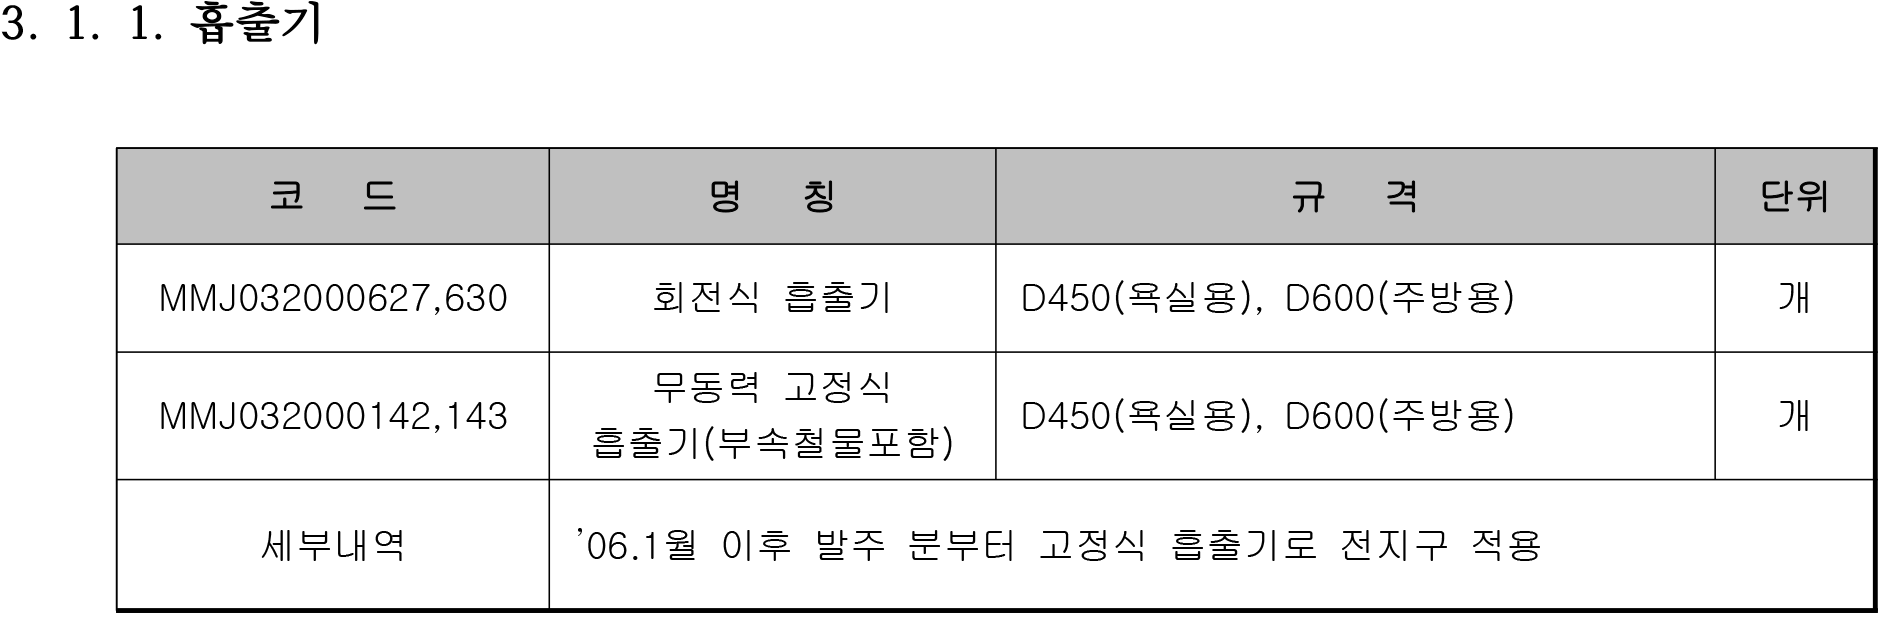 3. 1. 1. 흡출기
코 드 명 칭 규 격 단위
MMJ032000627,630 회전식 흡출기 D450(욕실용), D600(주방용) 개
MMJ032000142,143 무동력 고정식 흡출기(부속철물포함) D450(욕실용), D600(주방용) 개
세부내역 '06.1월 이후 발주 분부터 고정식 흡출기로 전지구 적용